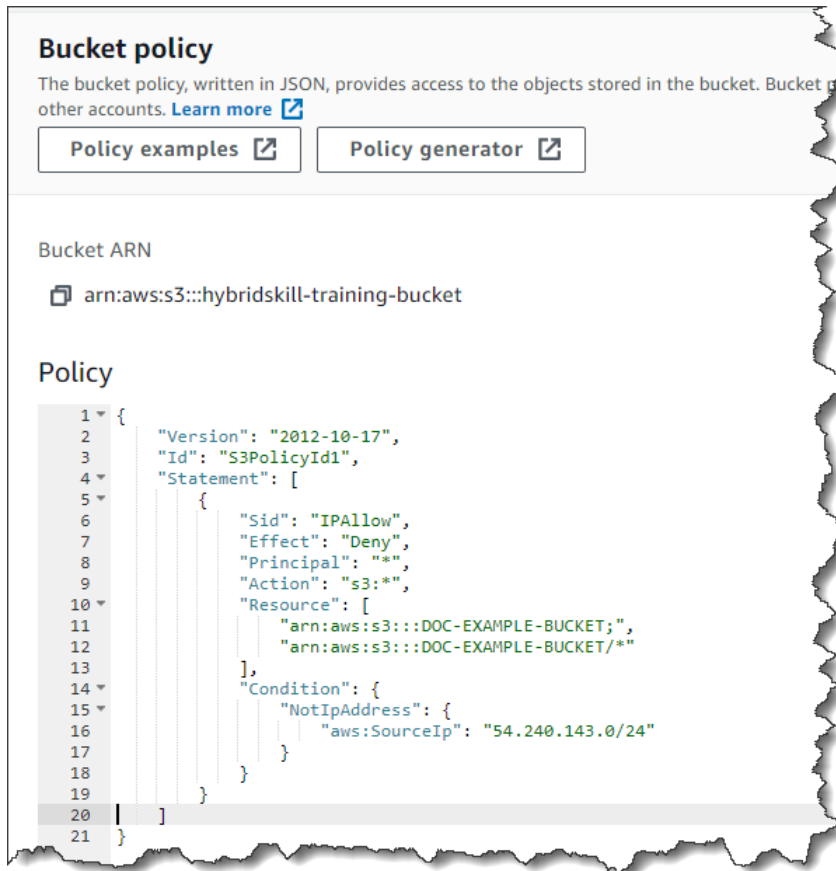 Bucket policy
The bucket policy, written in JSON, provides access to the objects stored in the bucket. Bucket
other accounts. Learn more
Policy examples
Policy generator
Bucket ARN
arn:aws:s3:::hybridskill-training-bucket
Policy
1 {
2     "Version": "2012-10-17",
3     "Id": "S3PolicyId1",
4     "Statement": [
5         {
6             "Sid": "IPAllow",
7             "Effect": "Deny",
8             "Principal": "*",
9             "Action": "s3:*",
10             "Resource": [
11                 "arn:aws:s3:::DOC-EXAMPLE-BUCKET;",
12                 "arn:aws:s3:::DOC-EXAMPLE-BUCKET/*"
13             ],
14             "Condition": {
15                 "NotIpAddress": {
16                     "aws:SourceIp": "54.240.143.0/24"
17                 }
18             }
19         }
20     ]
21 }